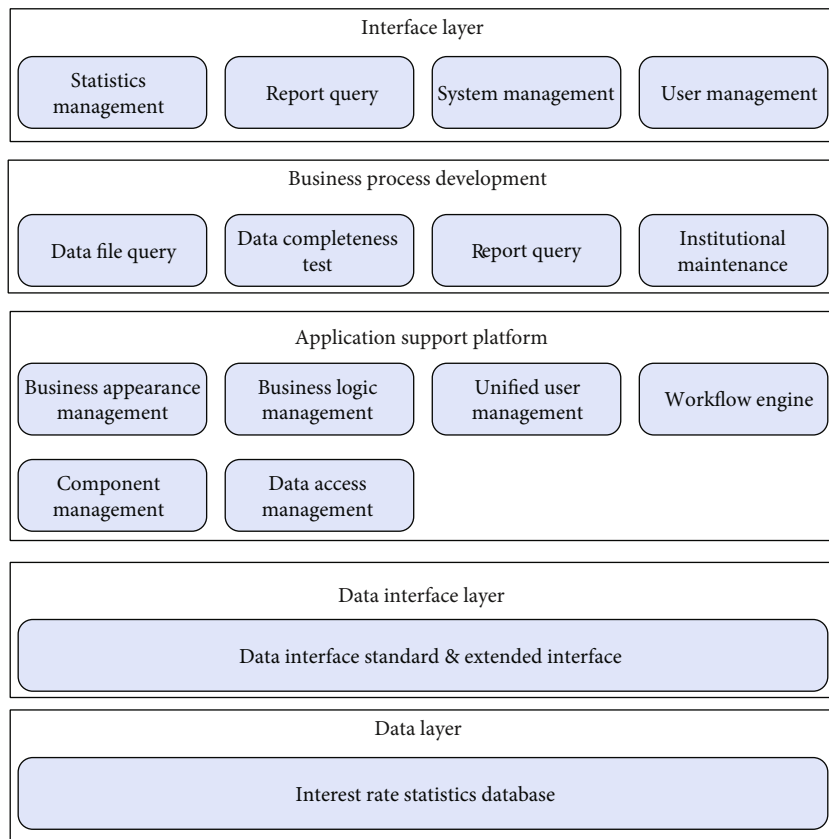 Interface layer
Statistics
management
Report query
System management
User management
Business process development
Data file query
Data completeness
test
Report query
Institutional
maintenance
Application support platform
Business appearance
management
Business logic
management
Unified user
management
Workflow engine
Component
management
Data access
management
Data interface layer
Data interface standard & extended interface
Data layer
Interest rate statistics database